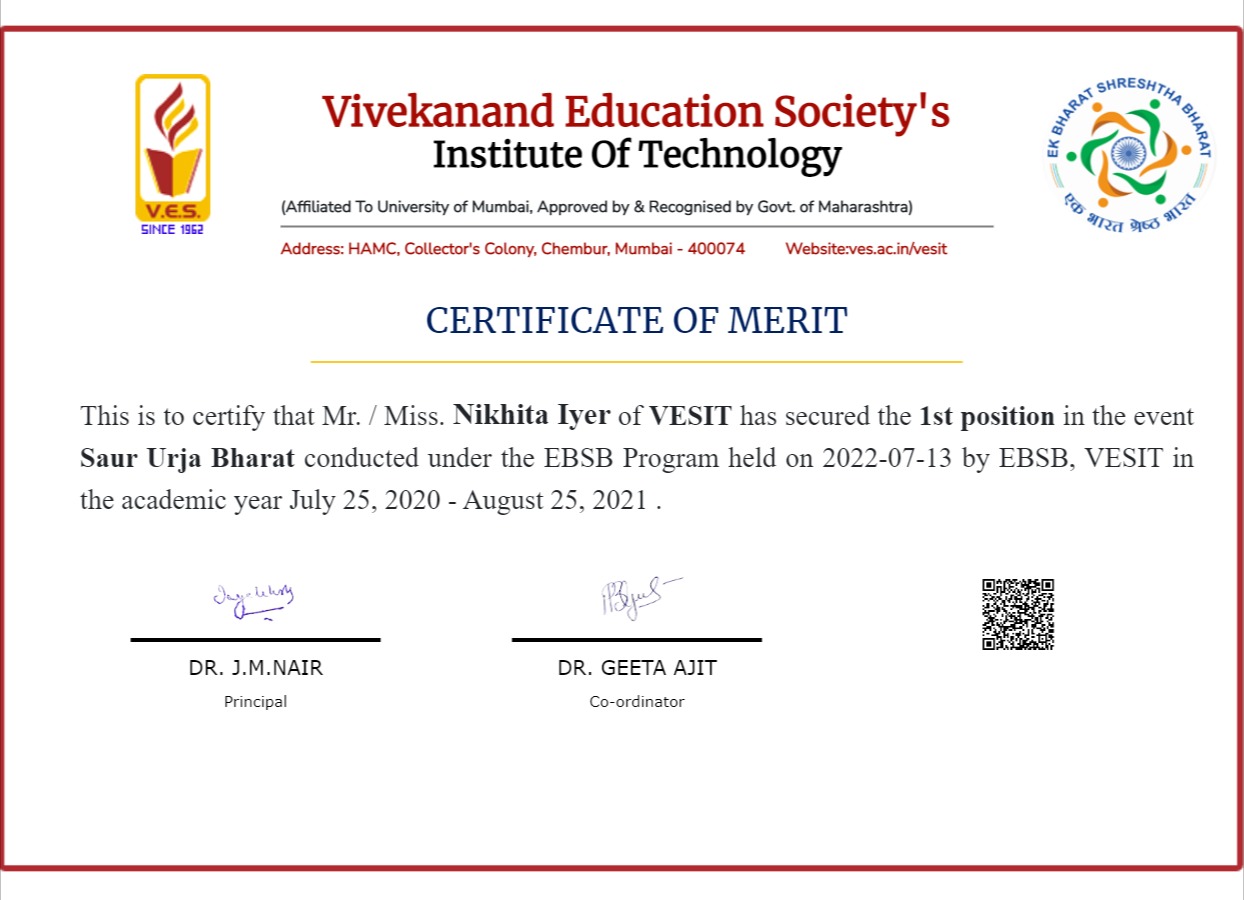 V.E.S.
SINCE 1962
Vivekanand Education Society's
Institute Of Technology
(Affiliated To University of Mumbai, Approved by & Recognised by Govt. of Maharashtra)
Address: HAMC, Collector's Colony, Chembur, Mumbai - 400074 Website:ves.ac.in/vesit
EK BHARAT SHRESHTHA BHARAT
एक भारत श्रेष्ठ भारत
CERTIFICATE OF MERIT
This is to certify that Mr. / Miss. Nikhita Iyer of VESIT has secured the 1st position in the event
Saur Urja Bharat conducted under the EBSB Program held on 2022-07-13 by EBSB, VESIT in
the academic year July 25, 2020 - August 25, 2021 .
DR. J.M.NAIR
Principal
DR. GEETA AJIT
Co-ordinator